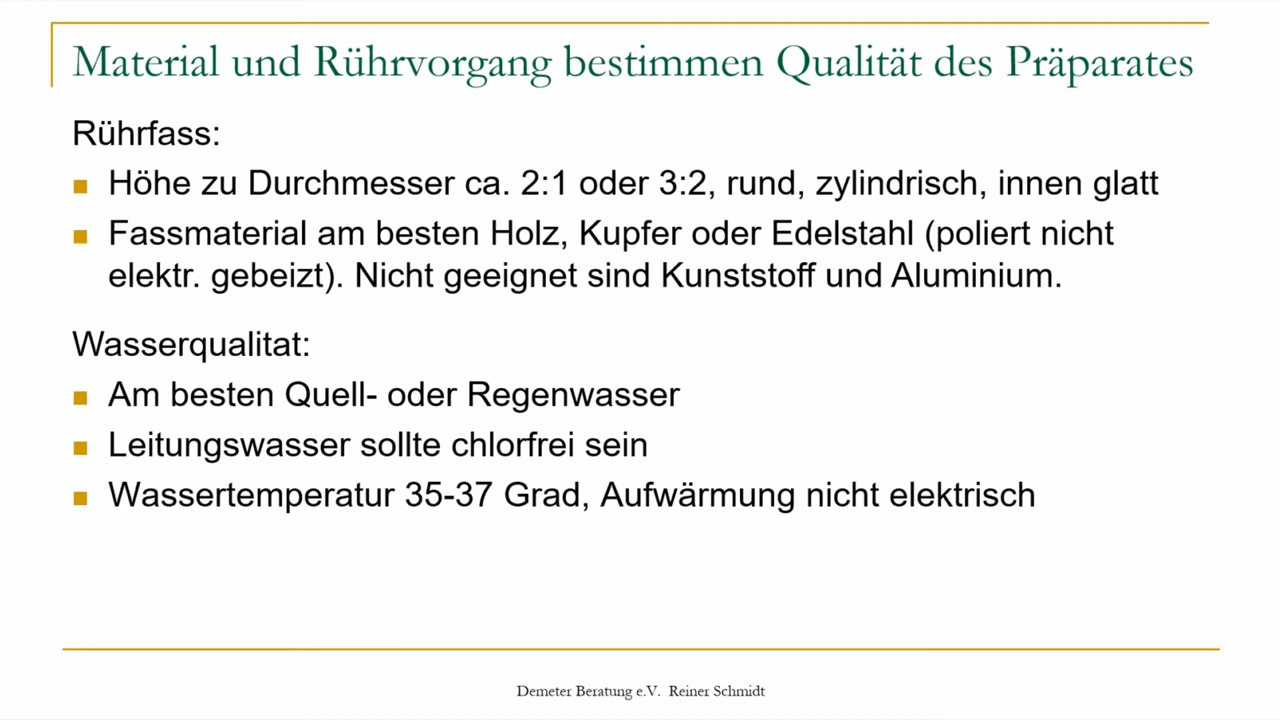 Material und Rührvorgang bestimmen Qualität des Präparates
Rührfass:
Höhe zu Durchmesser ca. 2:1 oder 3:2, rund, zylindrisch, innen glatt
Fassmaterial am besten Holz, Kupfer oder Edelstahl (poliert nicht
elektr. gebeizt). Nicht geeignet sind Kunststoff und Aluminium.
Wasserqualitat:
Am besten Quell- oder Regenwasser
Leitungswasser sollte chlorfrei sein
Wassertemperatur 35-37 Grad, Aufwärmung nicht elektrisch
Demeter Beratung e.V. Reiner Schmidt